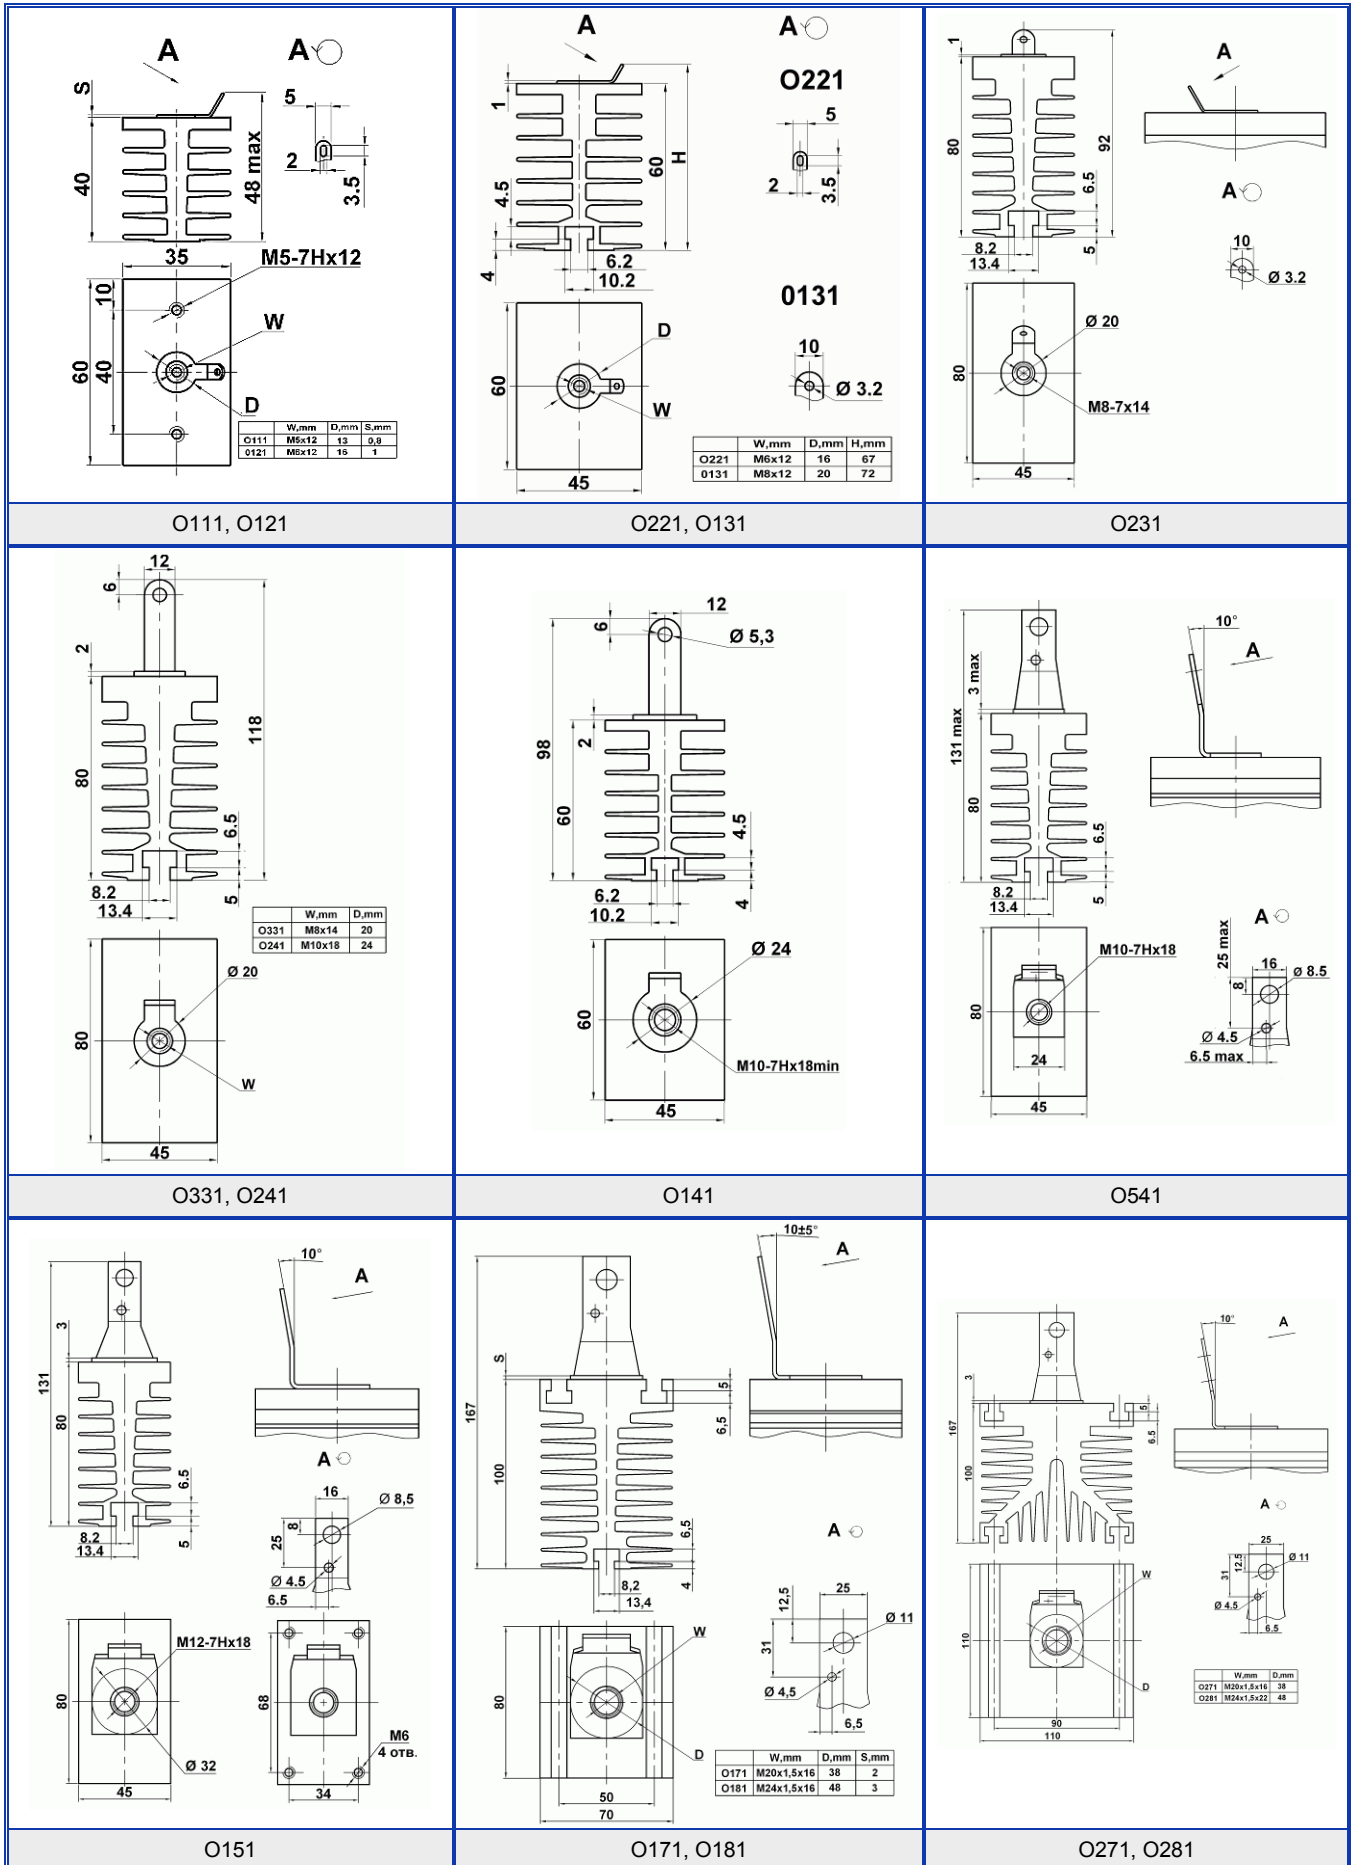 A
A
S
5
2
3.5
40
48 max
35
M5-7Hx12
10
W
60
40
D
W,mm D,mm S,mm
O111 M5x12 13 0,8
0121 M6x12 16 1
O111, O121
A
A
O221
5
1
2
3.5
60
H
4.5
4
6.2
10.2
0131
10
Ø 3.2
D
60
W
45
W,mm D,mm H,mm
O221 M6x12 16 67
0131 M8x12 20 72
O221, O131
1
A
80
92
6.5
A
8.2
13.4
5
10
Ø 3.2
Ø 20
80
M8-7x14
45
O231
12
6
2
118
80
6.5
8.2
13.4
5
W,mm D,mm
O331 M8x14 20
O241 M10x18 24
Ø 20
80
W
45
O331, O241
12
6
Ø 5,3
98
2
60
4.5
6.2
10.2
4
Ø 24
60
M10-7Hx18min
45
O141
10°
A
3 max
131 max
80
6.5
8.2
13.4
5
A
25 max
16
8
Ø 8.5
M10-7Hx18
80
Ø 4.5
6.5 max
24
45
O541
10°
A
3
131
80
6.5
A
8.2
13.4
5
16
8
Ø 8,5
25
Ø 4.5
6.5
M12-7Hx18
80
68
Ø 32
M6
4 отв.
45
34
O151
10±5°
A
S
5
6,5
167
100
6,5
A
8,2
13,4
4
25
12,5
Ø 11
31
W
80
Ø 4,5
6,5
D
W,mm D,mm S,mm
O171 M20x1,5x16 38 2
O181 M24x1,5x16 48 3
50
70
O171, O181
10°
A
3
5
6.5
167
100
A
25
12.5
Ø 11
31
W
Ø 4.5
6.5
110
D
W,mm D,mm
O271 M20x1,5x16 38
O281 M24x1,5x22 48
90
110
O271, O281